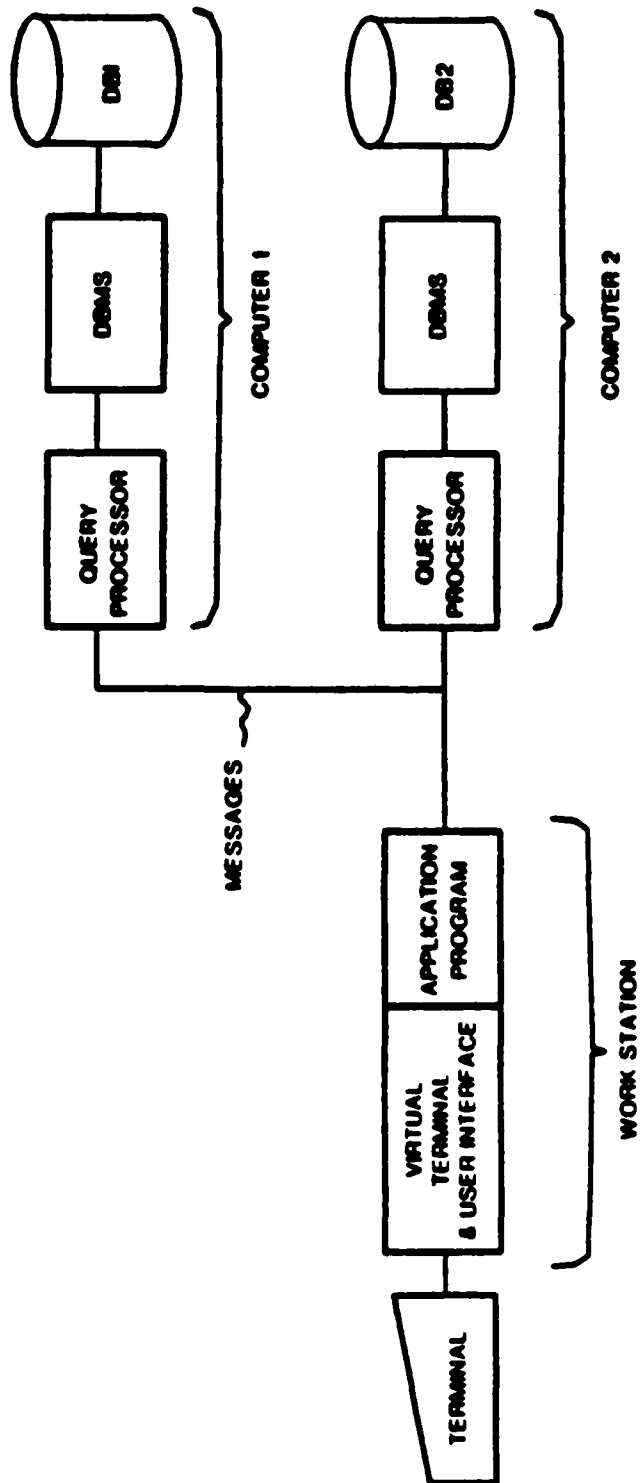 DB1
DBMS
QUERY
PROCESSOR
COMPUTER 1
MESSAGES
DB2
DBMS
QUERY
PROCESSOR
COMPUTER 2
APPLICATION
PROGRAM
VIRTUAL
TERMINAL
& USER INTERFACE
WORK STATION
TERMINAL